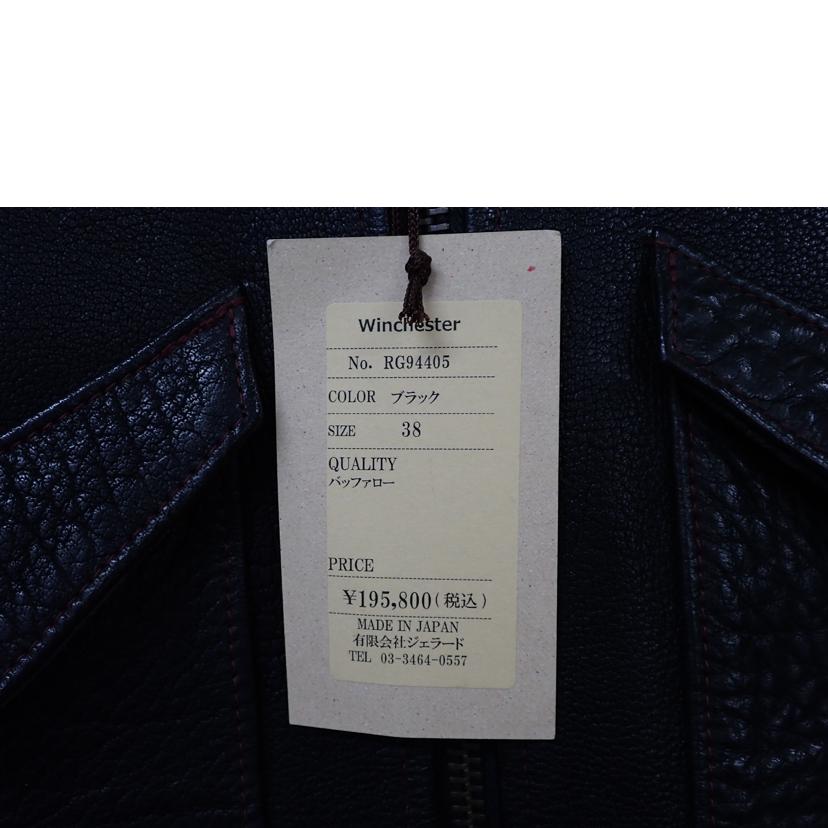 Winchester
No. RG94405
COLOR ブラック
SIZE 38
QUALITY
バッファロー
PRICE
¥195,800(税込)
MADE IN JAPAN
有限会社ジェラード
TEL 03-3464-0557